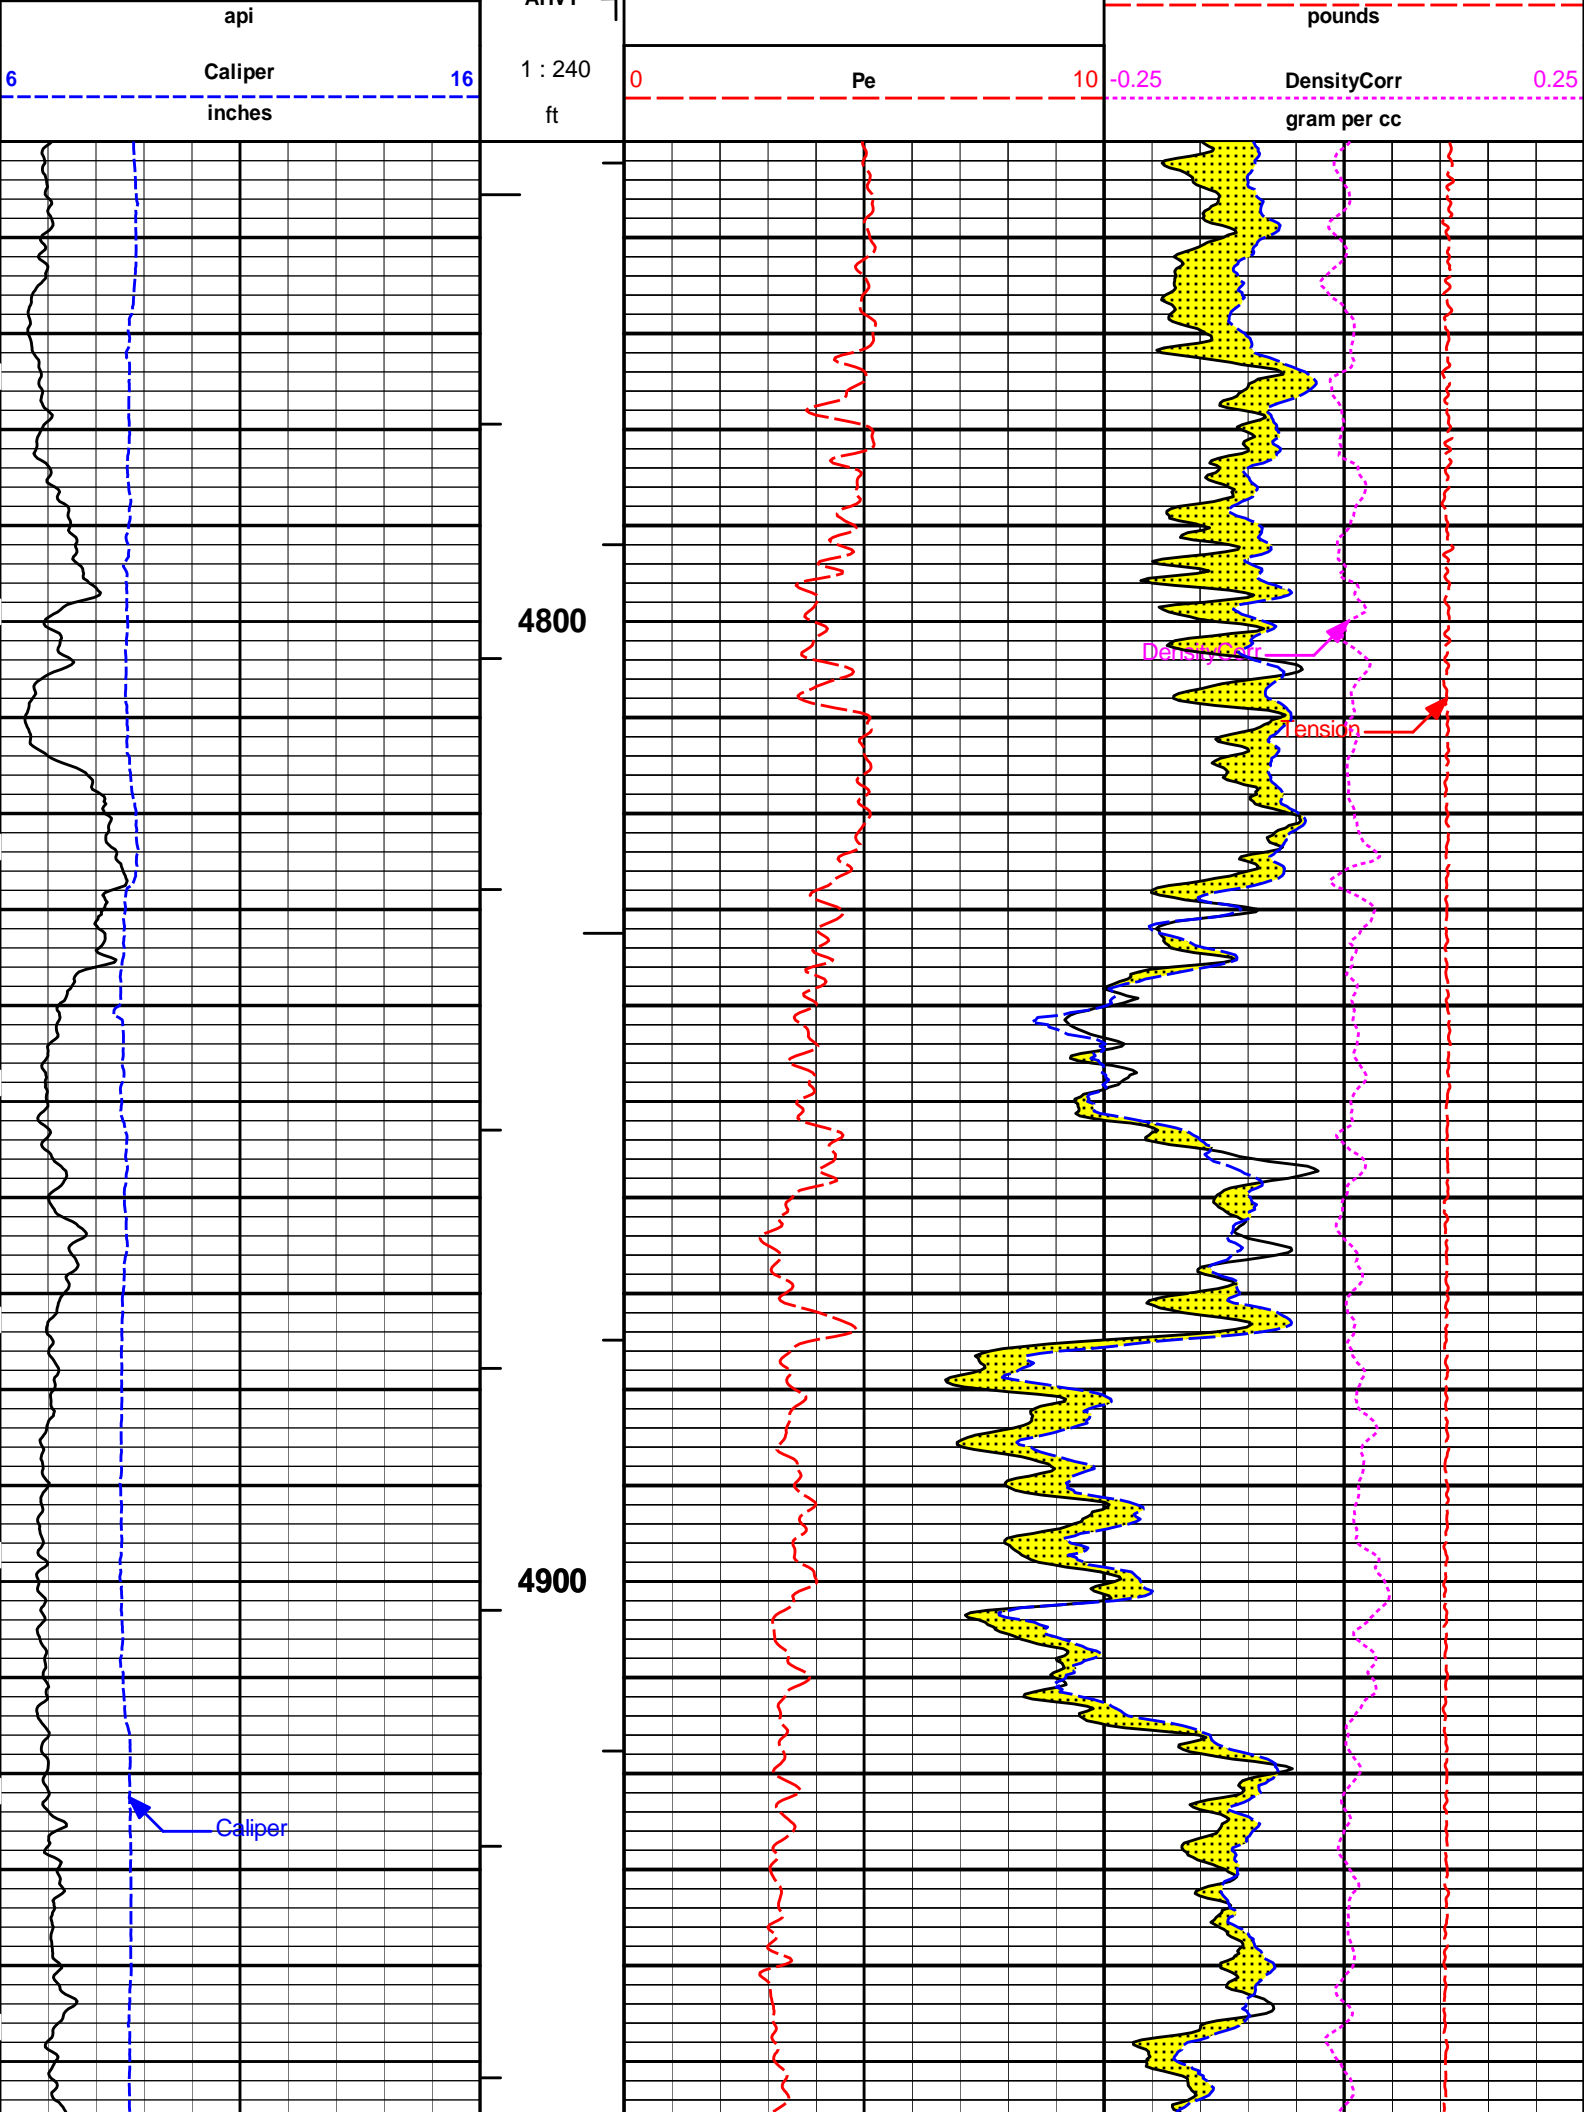 api
pounds
Caliper
6
16
1 : 240
0
Pe
10
-0.25
DensityCorr
0.25
inches
ft
gram per cc
4800
DensityCorr
Tension
4900
Caliper